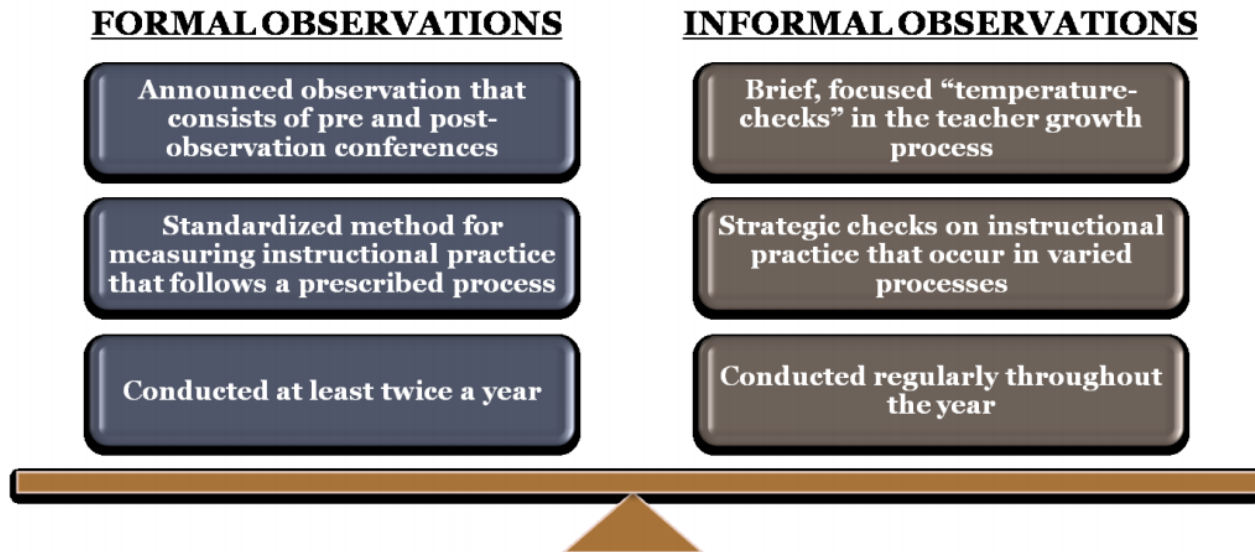 FORMAL OBSERVATIONS
Announced observation that
consists of pre and post-
observation conferences
Standardized method for
measuring instructional practice
that follows a prescribed process
Conducted at least twice a year
INFORMAL OBSERVATIONS
Brief, focused “temperature-
checks” in the teacher growth
process
Strategic checks on instructional
practice that occur in varied
processes
Conducted regularly throughout
the year